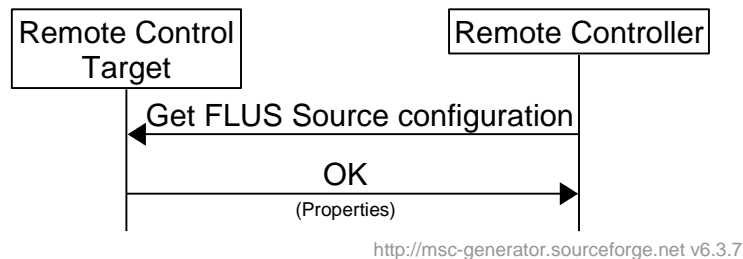 Remote Control
Target
Remote Controller
Get FLUS Source configuration
OK
(Properties)
http://msc-generator.sourceforge.net v6.3.7